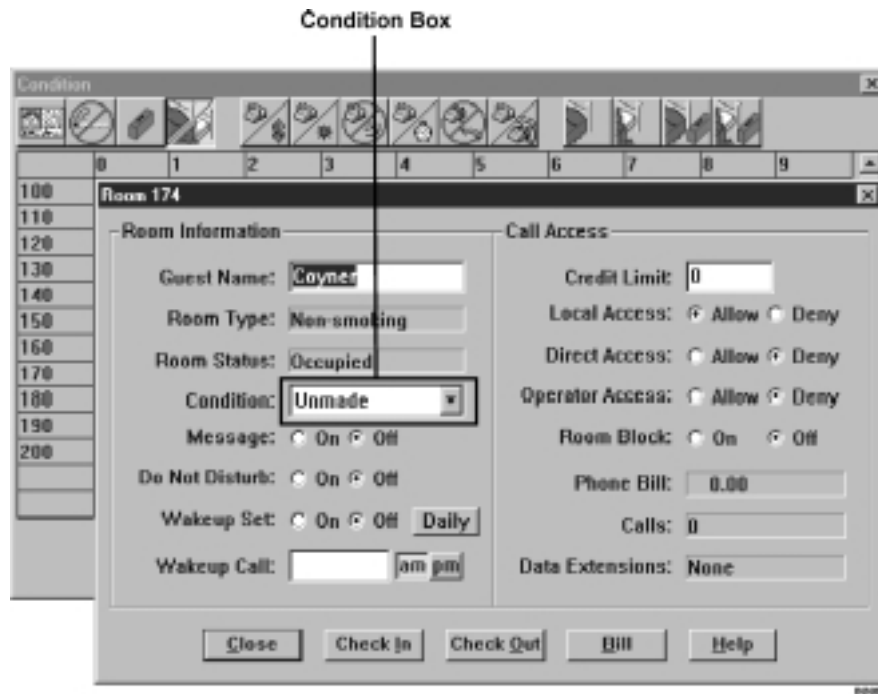 Condition Box
Condition
0 1 2 3 4 5 6 7 8 9
100
110
120
130
140
150
160
170
180
190
200
Room 174
Room Information
Guest Name: Coyner
Room Type: Non-smoking
Room Status: Occupied
Condition: Unmade
Message: On Off
Do Not Disturb: On Off
Wakeup Set: On Off Daily
Wakeup Call: am pm
Call Access
Credit Limit: 0
Local Access: Allow Deny
Direct Access: Allow Deny
Operator Access: Allow Deny
Room Block: On Off
Phone Bill: 0.00
Calls: 0
Data Extensions: None
Close Check In Check Out Bill Help